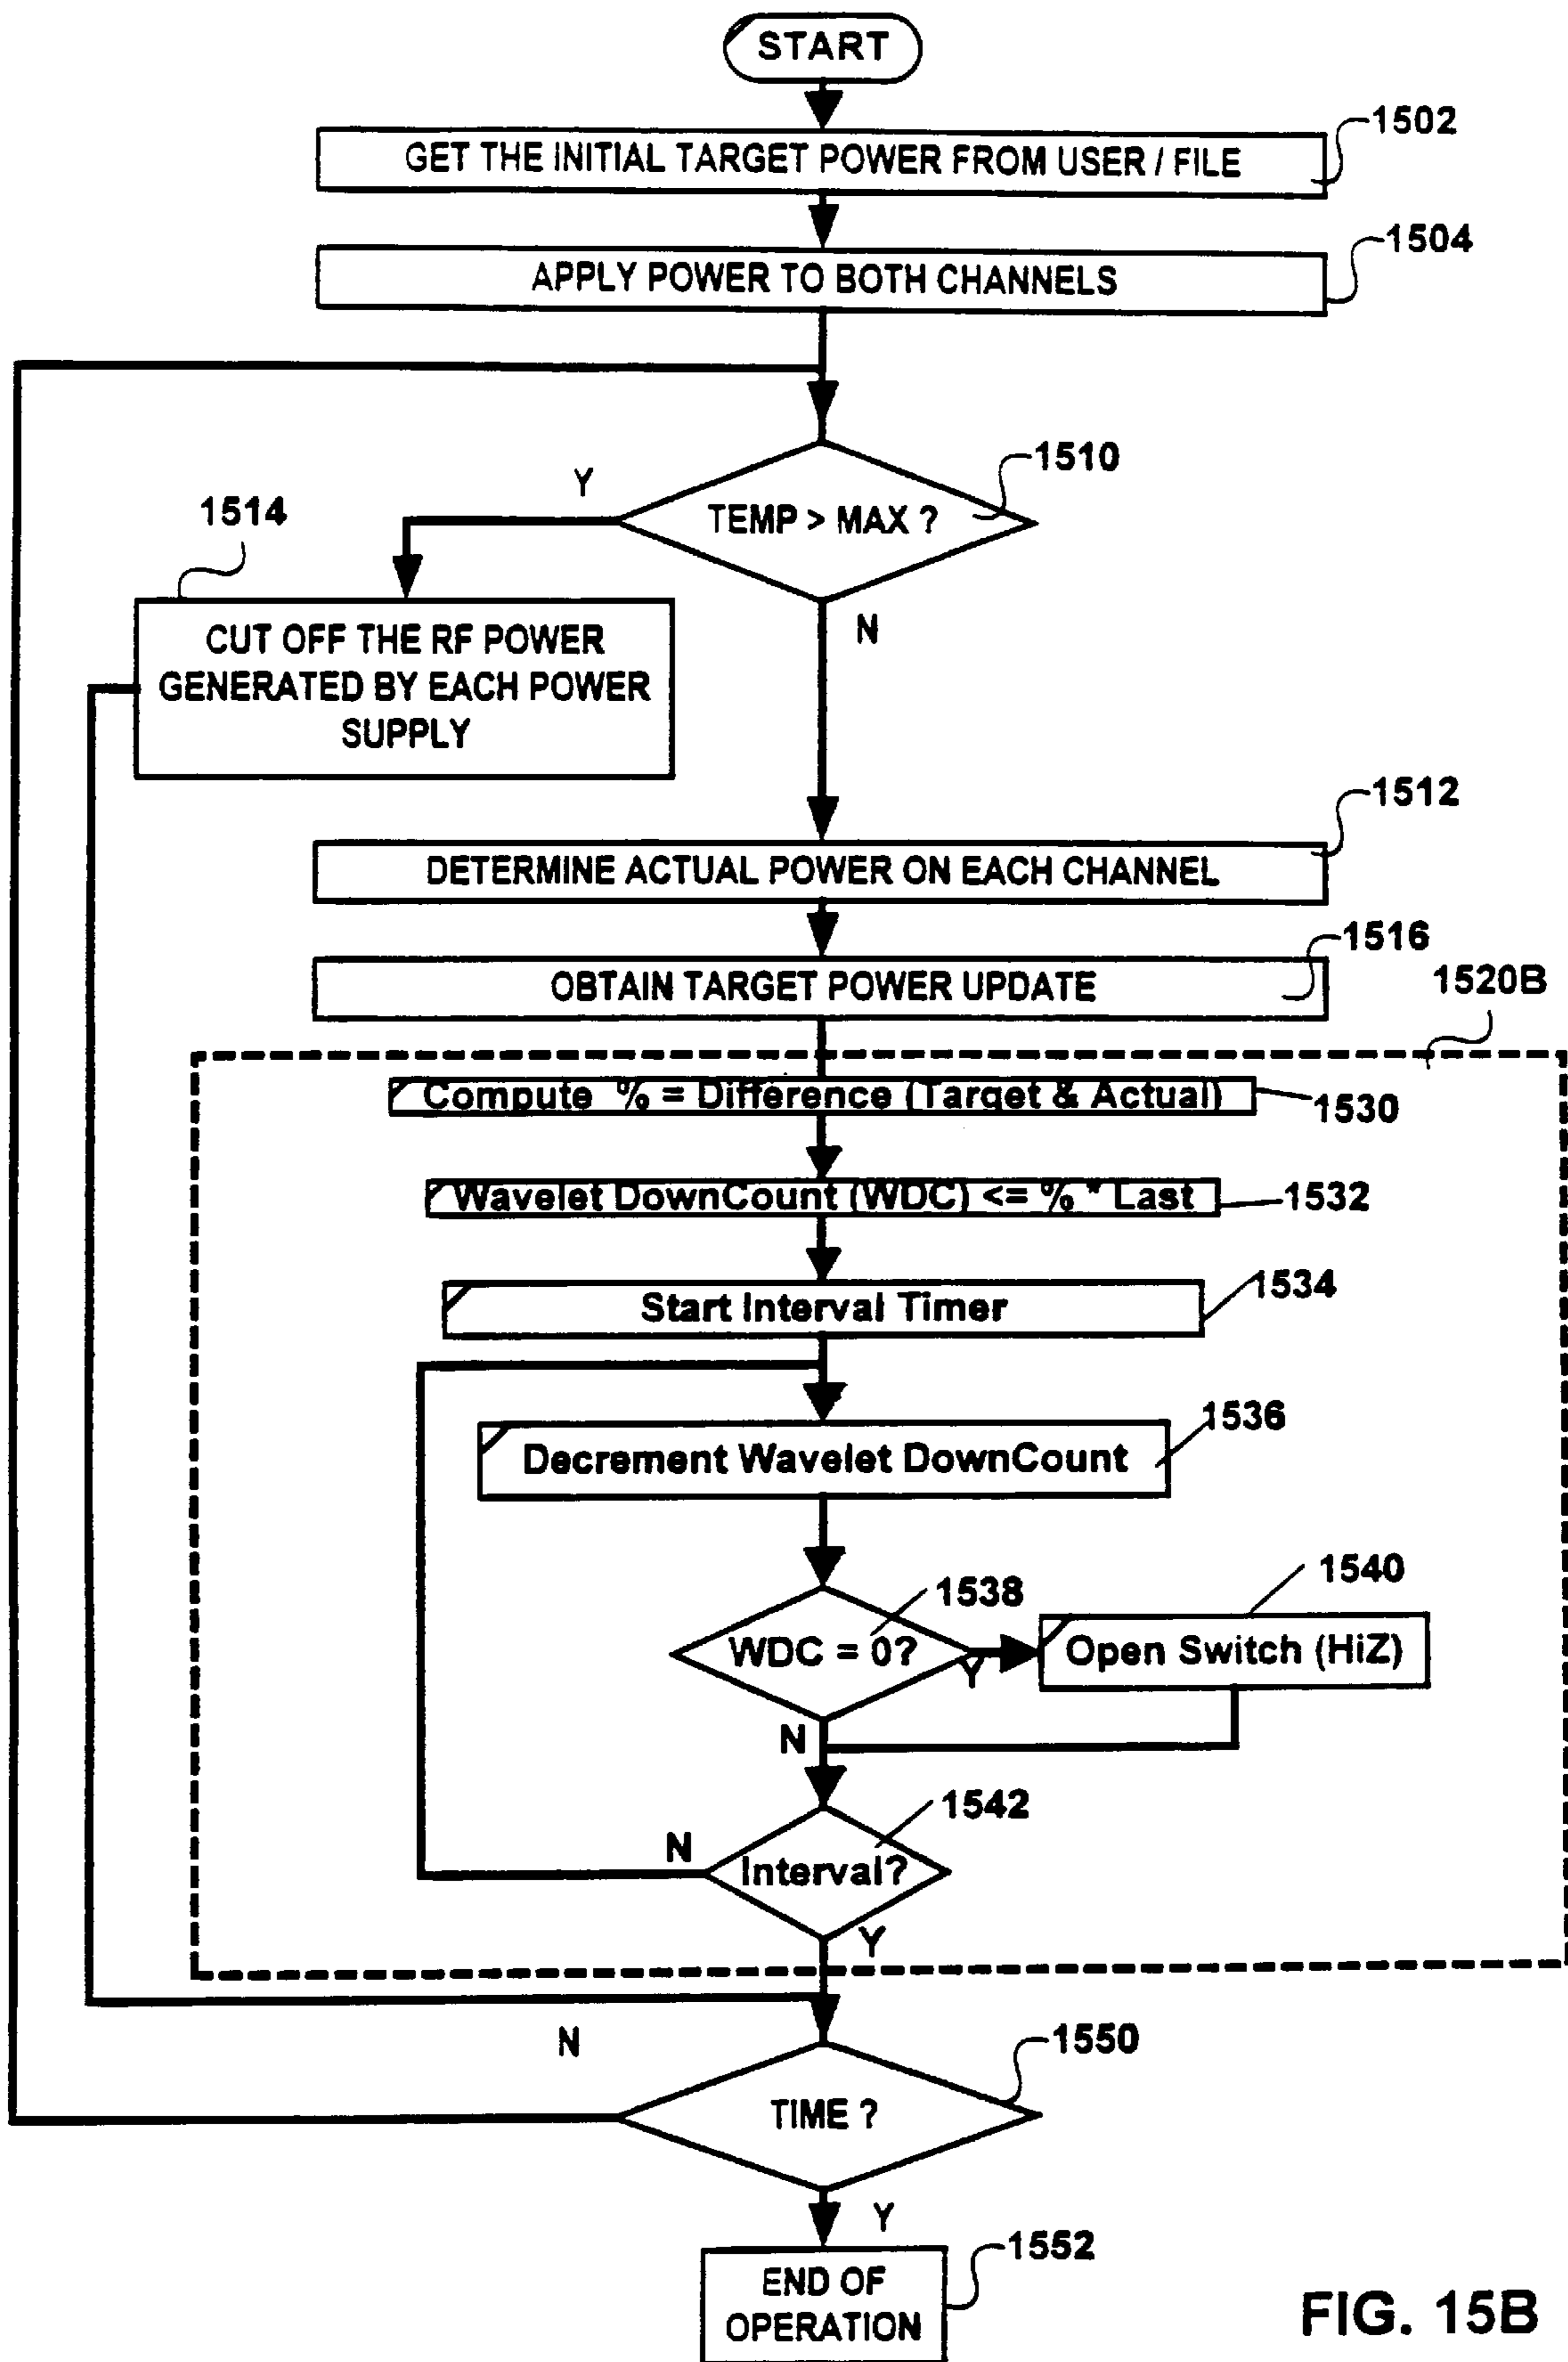 START
1502
GET THE INITIAL TARGET POWER FROM USER / FILE
1504
APPLY POWER TO BOTH CHANNELS
1510
Y
TEMP > MAX ?
1514
N
CUT OFF THE RF POWER
GENERATED BY EACH POWER
SUPPLY
1512
DETERMINE ACTUAL POWER ON EACH CHANNEL
1516
OBTAIN TARGET POWER UPDATE
1520B
Compute % = Difference (Target & Actual)
1530
Wavelet DownCount (WDC) <= % * Last
1532
Start Interval Timer
1534
Decrement Wavelet DownCount
1536
1538
WDC = 0?
Y
1540
Open Switch (HiZ)
N
1542
N
Interval?
Y
N
1550
TIME ?
Y
1552
END OF
OPERATION
FIG. 15B